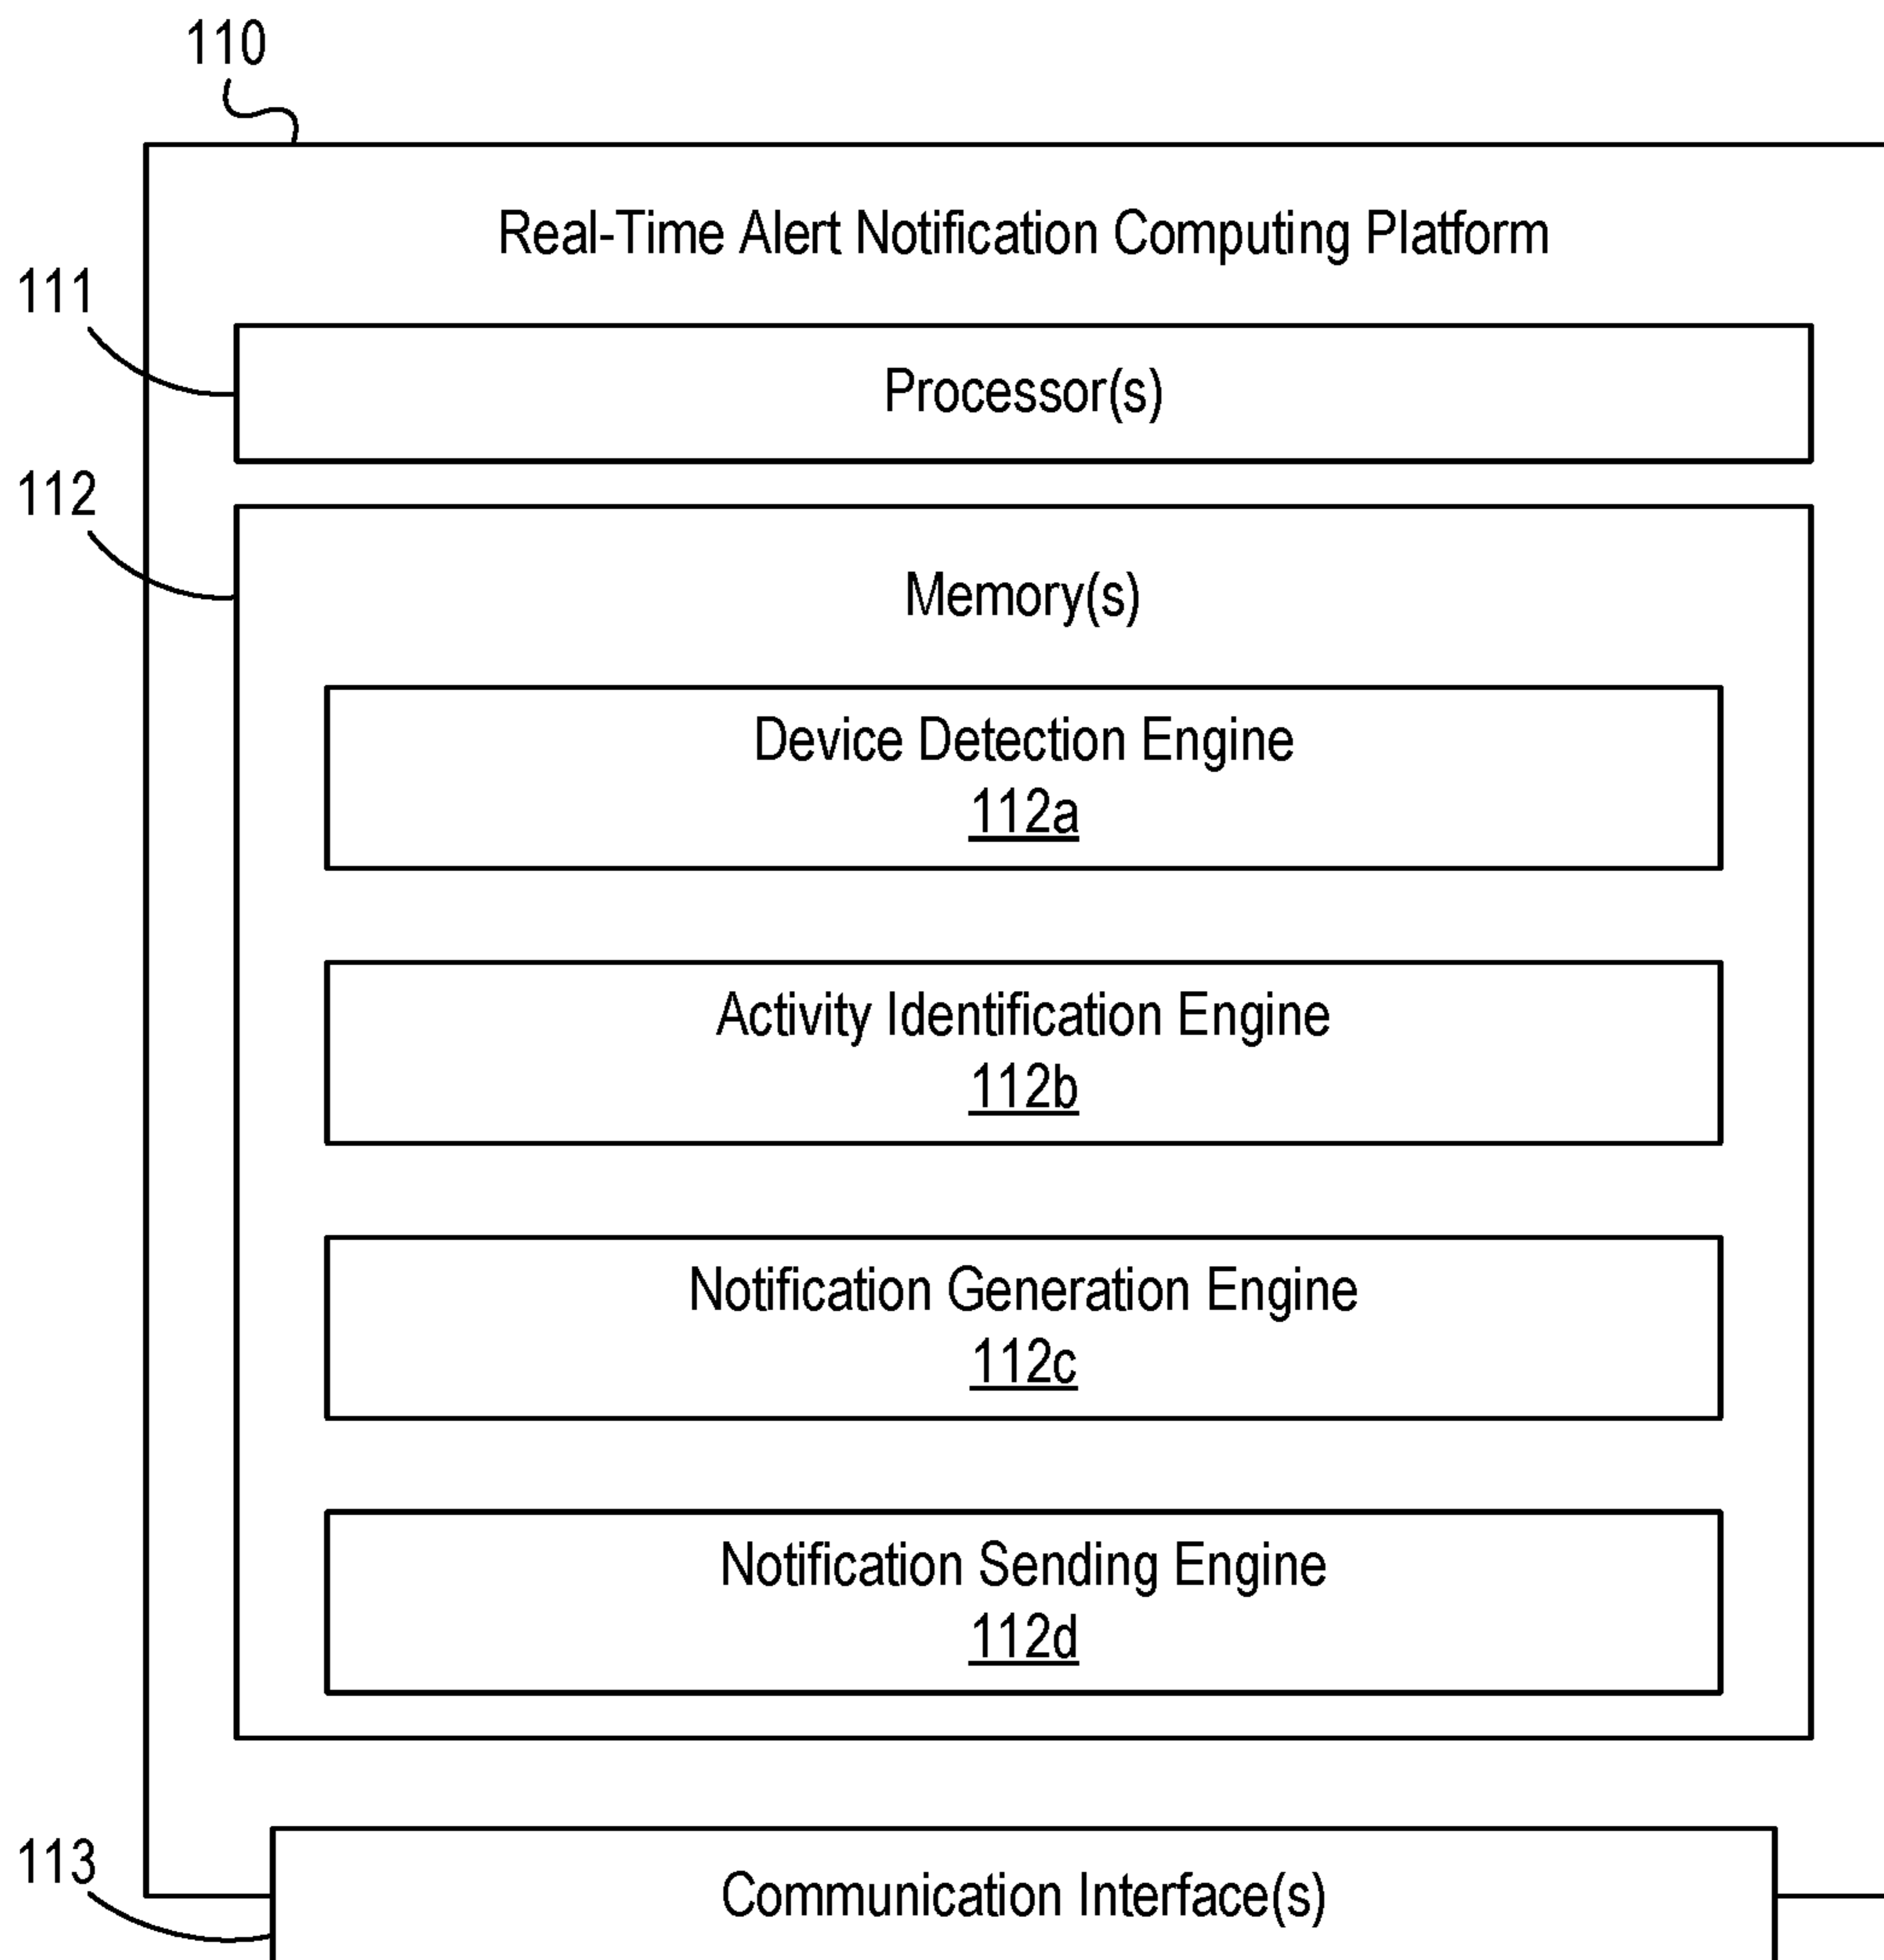 110
Real-Time Alert Notification Computing Platform
111
Processor(s)
112
Memory(s)
Device Detection Engine
112a
Activity Identification Engine
112b
Notification Generation Engine
112c
Notification Sending Engine
112d
113
Communication Interface(s)